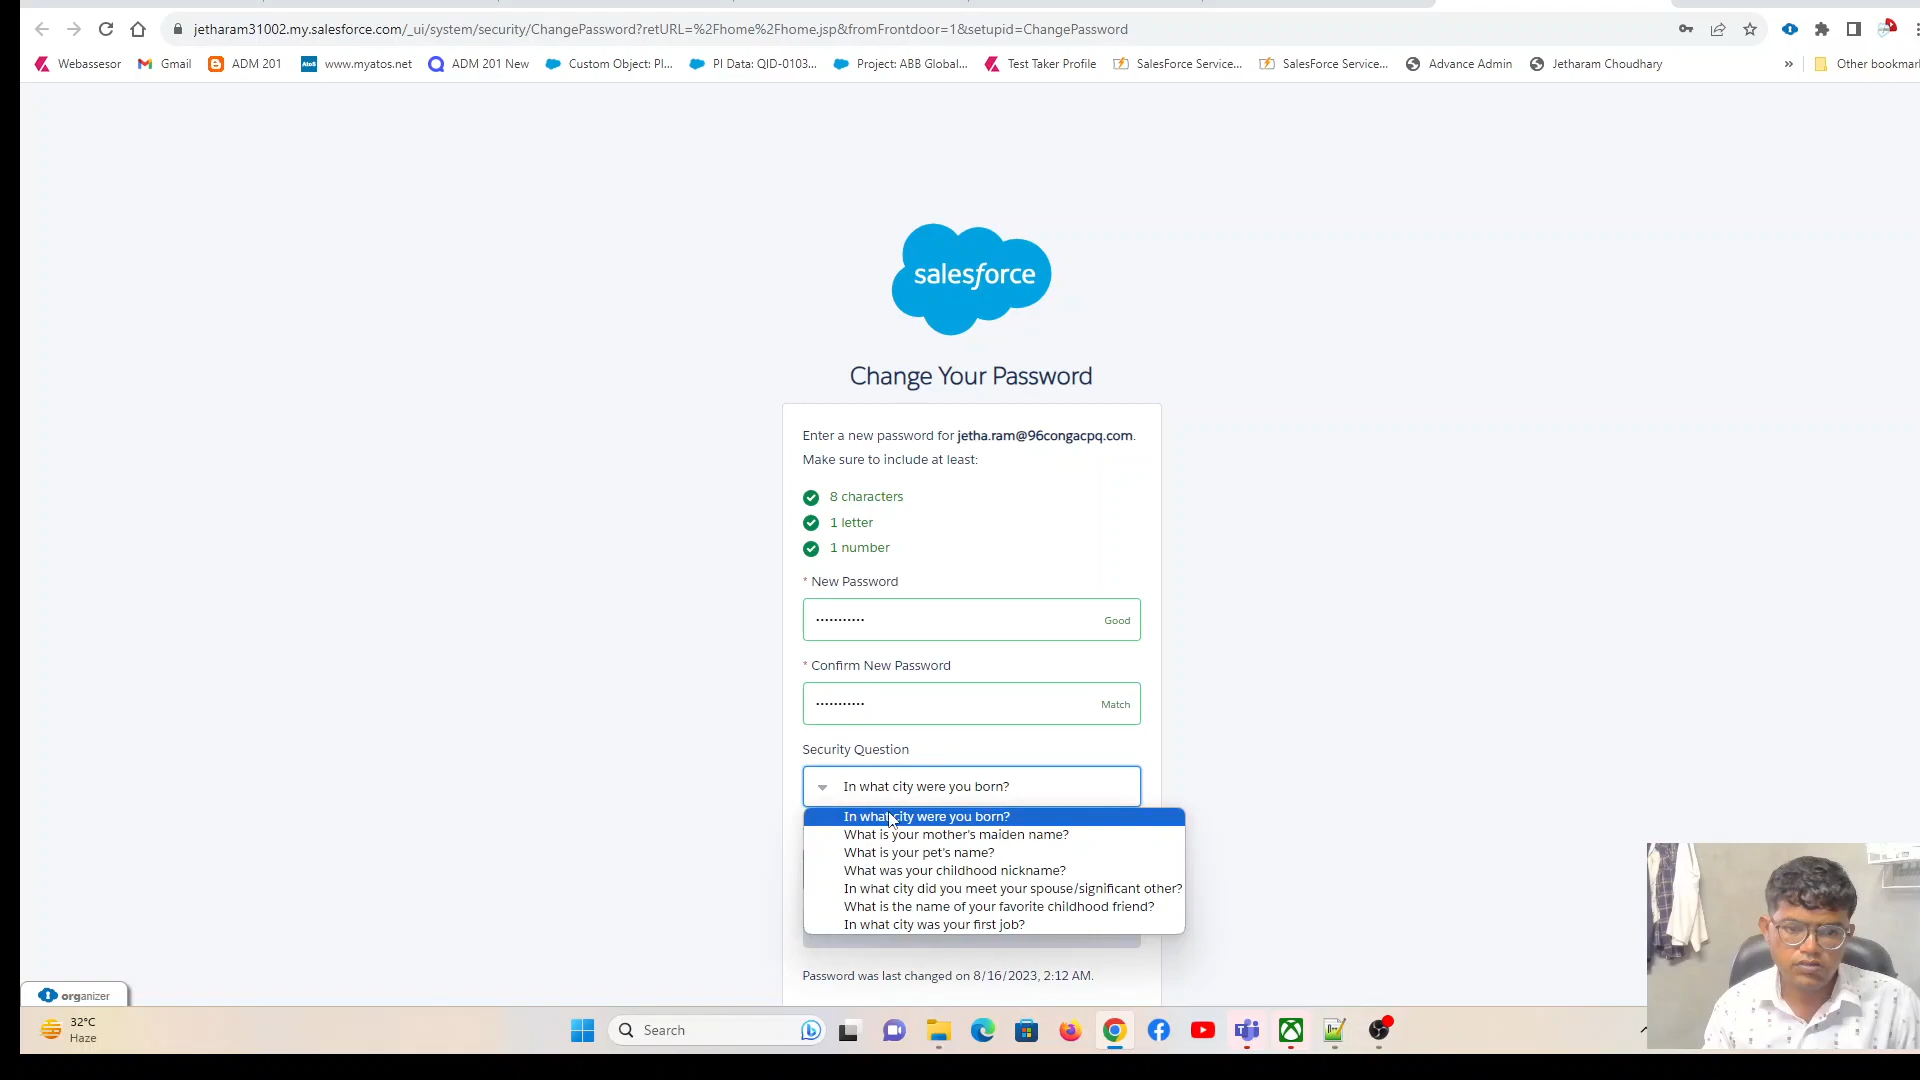 jetharam31002.my.salesforce.com/_ui/system/security/ChangePassword?retURL=%2Fhome%2Fhome.jsp&fromFrontdoor=1&setupid=ChangePassword
Webassesor Gmail ADM 201 AtoS www.myatos.net ADM 201 New Custom Object: Pl... PI Data: QID-0103... Project: ABB Global... Test Taker Profile SalesForce Service... SalesForce Service... Advance Admin Jetharam Choudhary » Other bookmar
salesforce
Change Your Password
Enter a new password for jetha.ram@96congacpq.com.
Make sure to include at least:
8 characters
1 letter
1 number
* New Password
Good
* Confirm New Password
Match
Security Question
In what city were you born?
In what city were you born?
What is your mother's maiden name?
What is your pet's name?
What was your childhood nickname?
In what city did you meet your spouse/significant other?
What is the name of your favorite childhood friend?
In what city was your first job?
Password was last changed on 8/16/2023, 2:12 AM.
organizer
32°C
Haze
Search